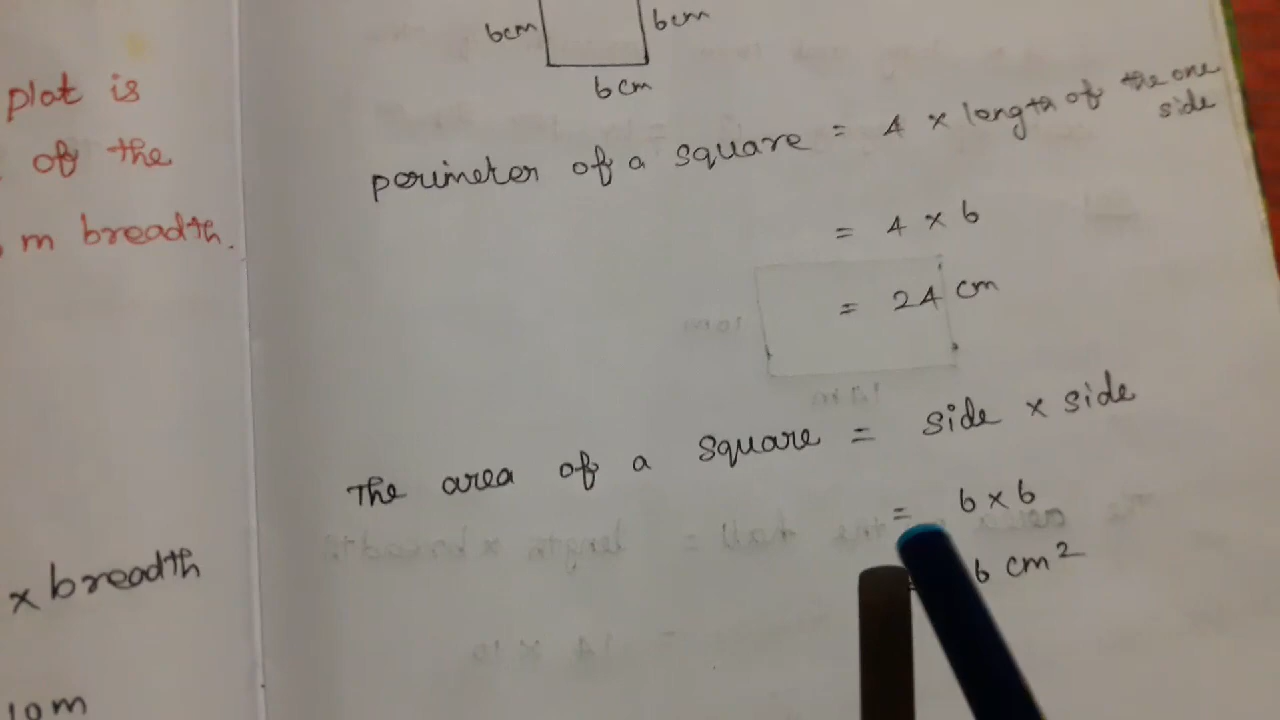 plot is
of the
m breadth.
x breadth
10m
6cm 6cm
6cm
perimeter of a square = 4 x length of the one
side
= 4 x 6
= 24 cm
The area of a square = side x side
= 6 x 6
6 cm²